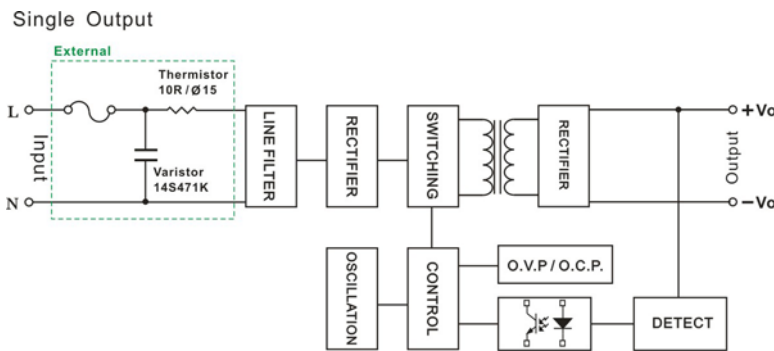 Single Output
External
Thermistor
10R/Ø15
L
Input
N
Varistor
14S471K
LINE FILTER
RECTIFIER
SWITCHING
RECTIFIER
+Vo
Output
−Vo
OSCILLATION
CONTROL
O.V.P/O.C.P.
DETECT